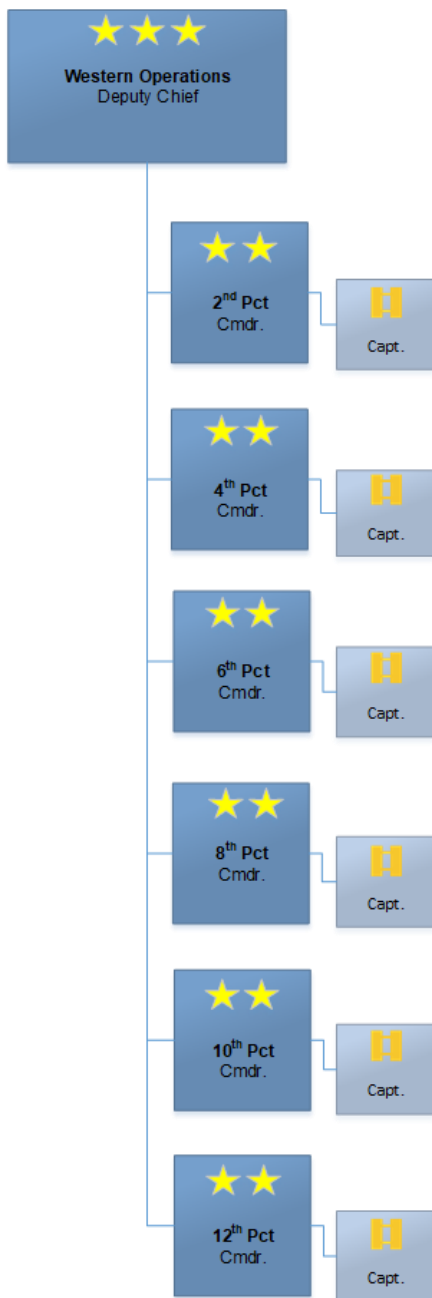 Western Operations
Deputy Chief
2nd Pct
Cmdr.
Capt.
4th Pct
Cmdr.
Capt.
6th Pct
Cmdr.
Capt.
8th Pct
Cmdr.
Capt.
10th Pct
Cmdr.
Capt.
12th Pct
Cmdr.
Capt.